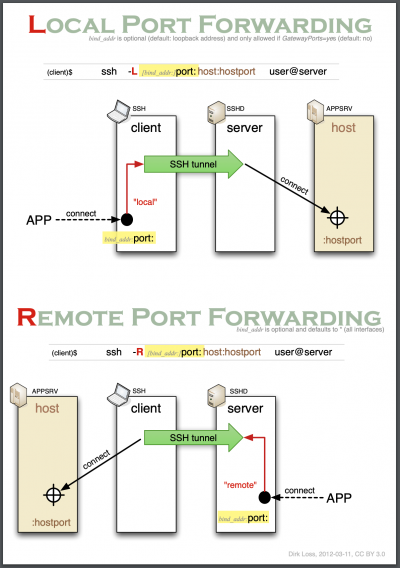 LOCAL PORT FORWARDING
bind_addr is optional (default: loopback address) and only allowed if GatewayPorts=yes (default: no)
(client)$ ssh -L [bind_addr:]port:host:hostport user@server
SSH SSHD APPSRV
client server host
SSH tunnel
"local"
connect
APP connect
bind_addr port:
:hostport
REMOTE PORT FORWARDING
bind_addr is optional and defaults to * (all interfaces)
(client)$ ssh -R [bind_addr:]port:host:hostport user@server
APPSRV SSH SSHD
host client server
SSH tunnel
connect
"remote"
connect APP
:hostport
bind_addr port:
Dirk Loss, 2012-03-11, CC BY 3.0